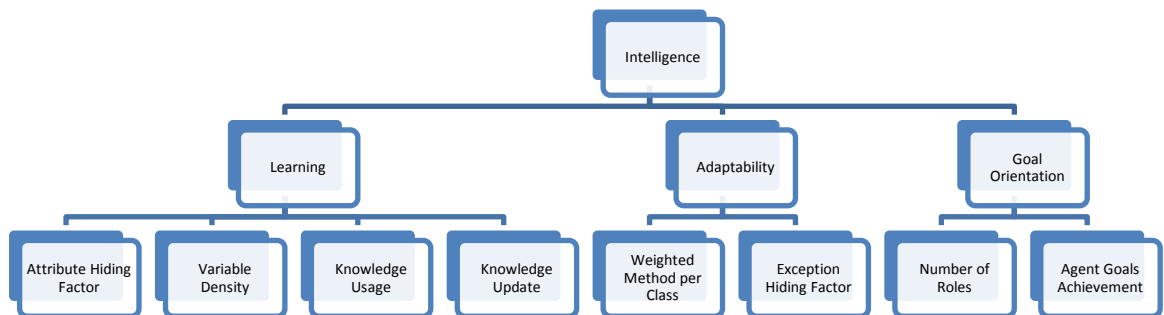 Intelligence
Learning
Adaptability
Goal
Orientation
Attribute Hiding
Factor
Variable
Density
Knowledge
Usage
Knowledge
Update
Weighted
Method per
Class
Exception
Hiding Factor
Number of
Roles
Agent Goals
Achievement